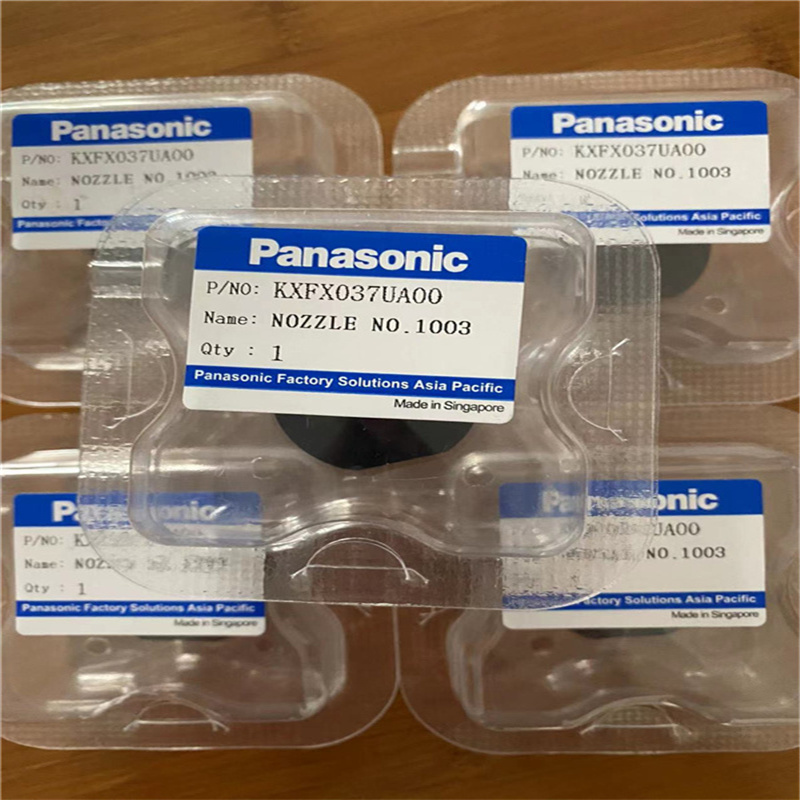 Panasonic
P/NO: KXFX037UA00
Name: NOZZLE NO.1003
Qty : 1
Panasonic
P/NO: KXFX037UA00
Name: NOZZLE NO.1003
Solutions Asia Pacific
Made in Singapore
Panasonic
P/NO: KXFX037UA00
Name: NOZZLE NO.1003
Qty : 1
Panasonic Factory Solutions Asia Pacific
Made in Singapore
P/NO:
Name:
Qty : 1
Panasonic Factory Solutions Asia Pacific
Made in Singapore
Panasonic
NO.1003
Factory Solutions Asia Pacific
Made in Singapore